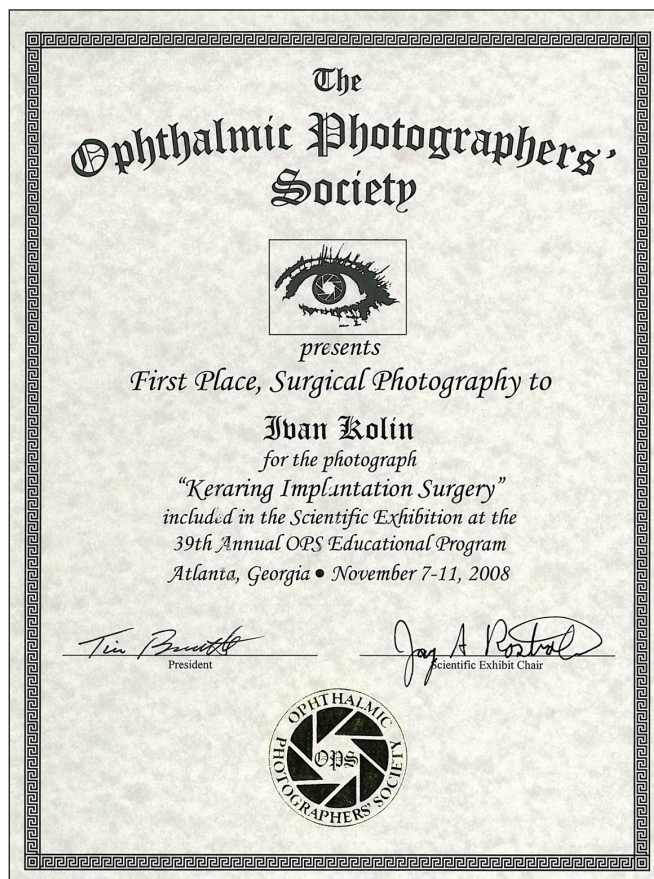 The
Ophthalmic Photographers'
Society
presents
First Place, Surgical Photography to
Ivan Kolin
for the photograph
“Keraring Implantation Surgery”
included in the Scientific Exhibition at the
39th Annual OPS Educational Program
Atlanta, Georgia • November 7-11, 2008
President
Jay A
Scientific Exhibit Chair
OPHTHALMIC
PHOTOGRAPHERS' SOCIETY
OPS